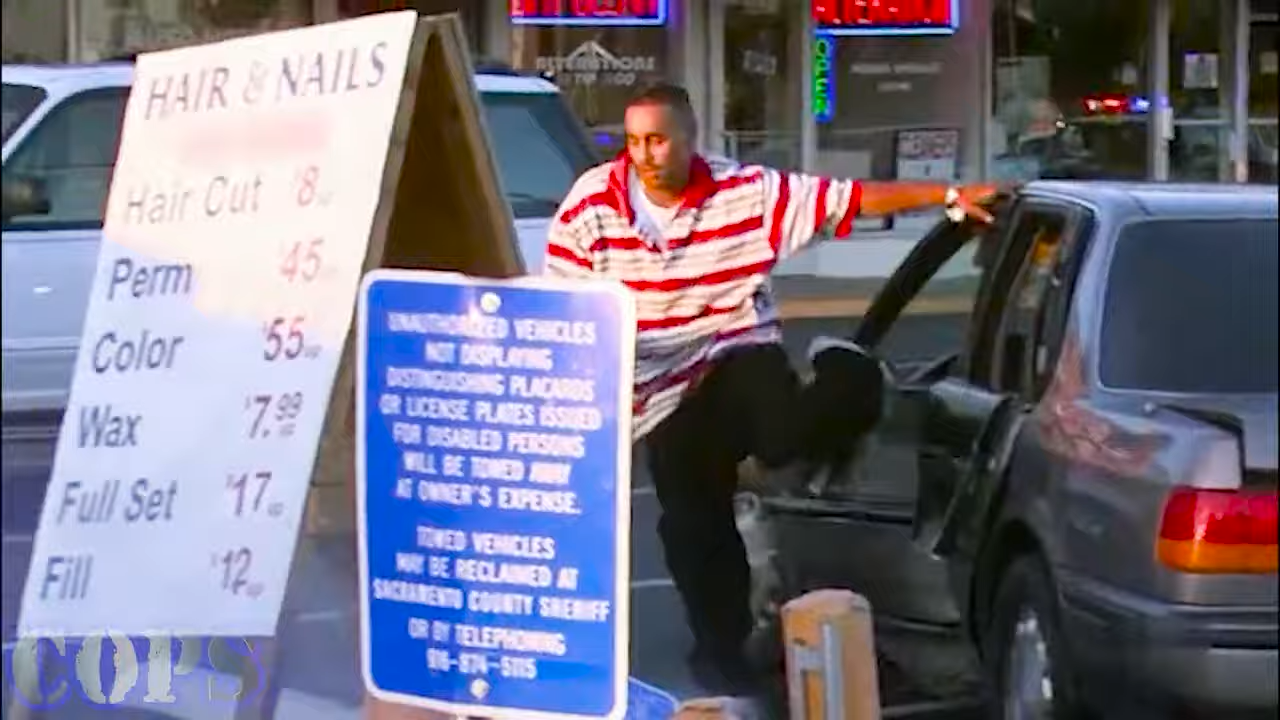 HAIR & NAILS
Hair Cut $8
Perm $45
Color $55
Wax $7.99
Full Set $17
Fill $12
UNAUTHORIZED VEHICLES
NOT DISPLAYING
DISTINGUISHING PLACARDS
OR LICENSE PLATES ISSUED
FOR DISABLED PERSONS
WILL BE TOWED AWAY
AT OWNER'S EXPENSE.
TOWED VEHICLES
MAY BE RECLAIMED AT
SACRAMENTO COUNTY SHERIFF
OR BY TELEPHONING
916-874-5115
OPEN
COPS